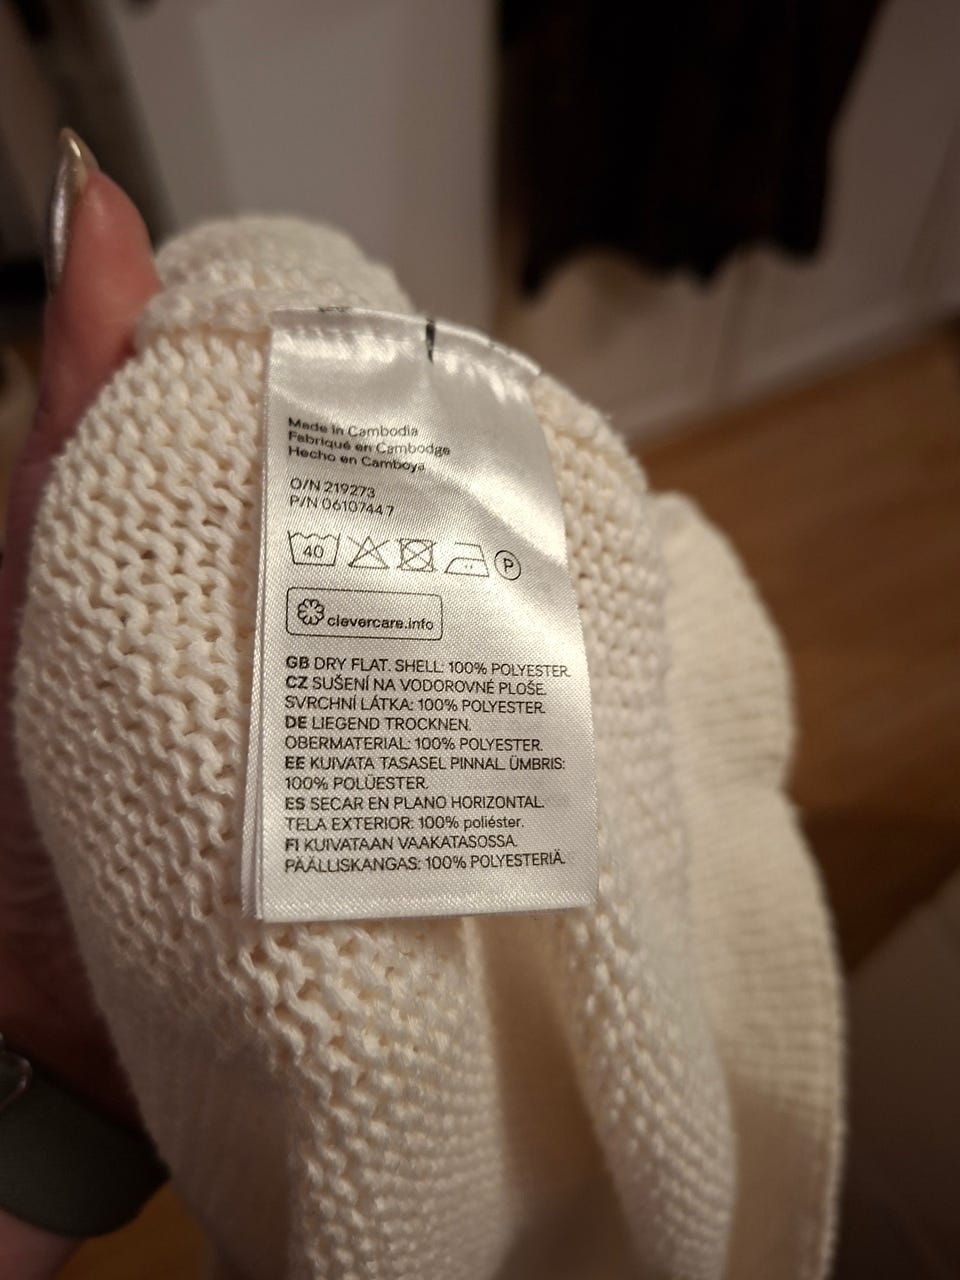 Made in Cambodia
Fabriqué en Cambodge
Hecho en Camboya
O/N 219273
P/N 06107447
40 P
clevercare.info
GB DRY FLAT. SHELL: 100% POLYESTER.
CZ SUŠENÍ NA VODOROVNÉ PLOŠE.
SVRCHNÍ LÁTKA: 100% POLYESTER.
DE LIEGEND TROCKNEN.
OBERMATERIAL: 100% POLYESTER.
EE KUIVATA TASASEL PINNAL. ÜMBRIS:
100% POLÜESTER.
ES SECAR EN PLANO HORIZONTAL.
TELA EXTERIOR: 100% poliéster.
FI KUIVATAAN VAAKATASOSSA.
PÄÄLLISKANGAS: 100% POLYESTERIÄ.